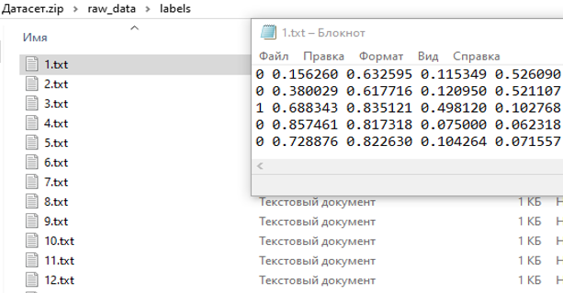 Датасет.zip › raw_data › labels
Имя
1.txt
2.txt
3.txt
4.txt
5.txt
6.txt
7.txt
8.txt Текстовый документ 1 КБ
9.txt Текстовый документ 1 КБ
10.txt Текстовый документ 1 КБ
11.txt Текстовый документ 1 КБ
12.txt Текстовый документ 1 КБ
1.txt – Блокнот
Файл Правка Формат Вид Справка
0 0.156260 0.632595 0.115349 0.526090
0 0.380029 0.617716 0.120950 0.521107
1 0.688343 0.835121 0.498120 0.102768
0 0.857461 0.817318 0.075000 0.062318
0 0.728876 0.822630 0.104264 0.071557